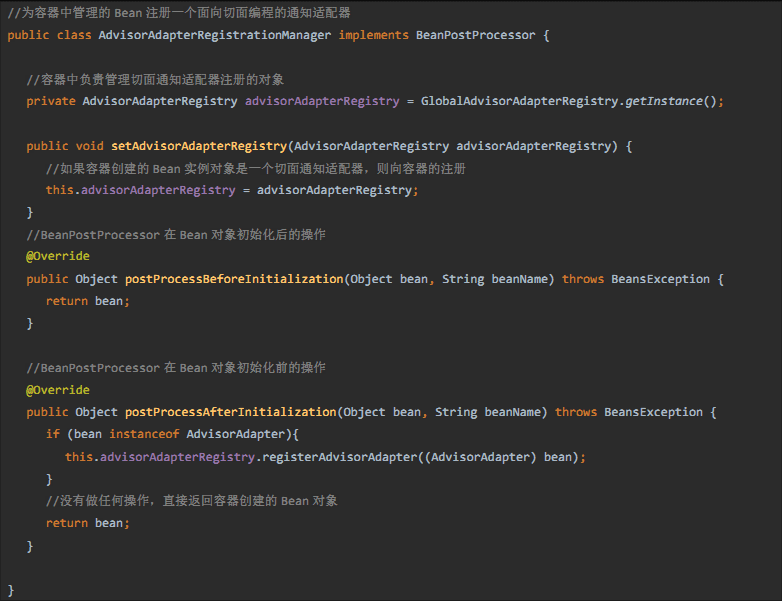 //为容器中管理的 Bean 注册一个面向切面编程的通知适配器
public class AdvisorAdapterRegistrationManager implements BeanPostProcessor {
//容器中负责管理切面通知适配器注册的对象
private AdvisorAdapterRegistry advisorAdapterRegistry = GlobalAdvisorAdapterRegistry.getInstance();
public void setAdvisorAdapterRegistry(AdvisorAdapterRegistry advisorAdapterRegistry) {
//如果容器创建的 Bean 实例对象是一个切面通知适配器，则向容器的注册
this.advisorAdapterRegistry = advisorAdapterRegistry;
}
//BeanPostProcessor 在 Bean 对象初始化后的操作
@Override
public Object postProcessBeforeInitialization(Object bean, String beanName) throws BeansException {
return bean;
}
//BeanPostProcessor 在 Bean 对象初始化前的操作
@Override
public Object postProcessAfterInitialization(Object bean, String beanName) throws BeansException {
if (bean instanceof AdvisorAdapter){
this.advisorAdapterRegistry.registerAdvisorAdapter((AdvisorAdapter) bean);
}
//没有做任何操作，直接返回容器创建的 Bean 对象
return bean;
}
}